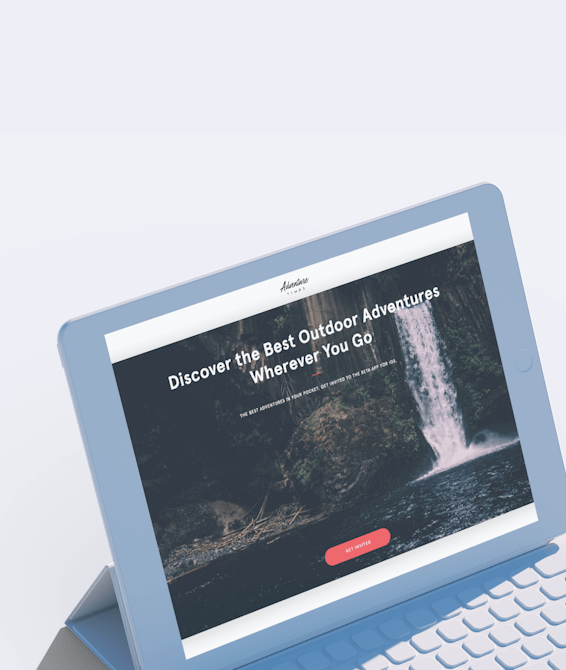 Adventure
TIMES
Discover the Best Outdoor Adventures
Wherever You Go
THE BEST ADVENTURES IN YOUR POCKET. GET INVITED TO THE BETA APP FOR IOS.
GET INVITED